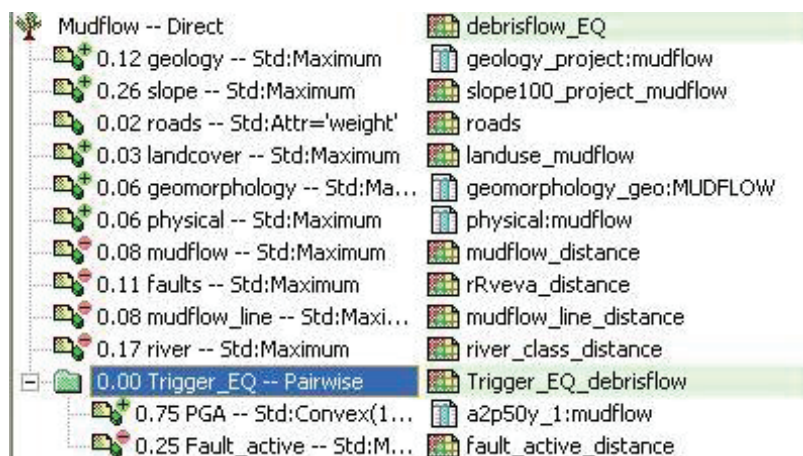 Mudflow -- Direct debrisflow_EQ
0.12 geology -- Std:Maximum geology_project:mudflow
0.26 slope -- Std:Maximum slope100_project_mudflow
0.02 roads -- Std:Attr='weight' roads
0.03 landcover -- Std:Maximum landuse_mudflow
0.06 geomorphology -- Std:Ma... geomorphology_geo:MUDFLOW
0.06 physical -- Std:Maximum physical:mudflow
0.08 mudflow -- Std:Maximum mudflow_distance
0.11 faults -- Std:Maximum rRveva_distance
0.08 mudflow_line -- Std:Maxi... mudflow_line_distance
0.17 river -- Std:Maximum river_class_distance
0.00 Trigger_EQ -- Pairwise Trigger_EQ_debrisflow
0.75 PGA -- Std:Convex(1... a2p50y_1:mudflow
0.25 Fault_active -- Std:M... fault_active_distance